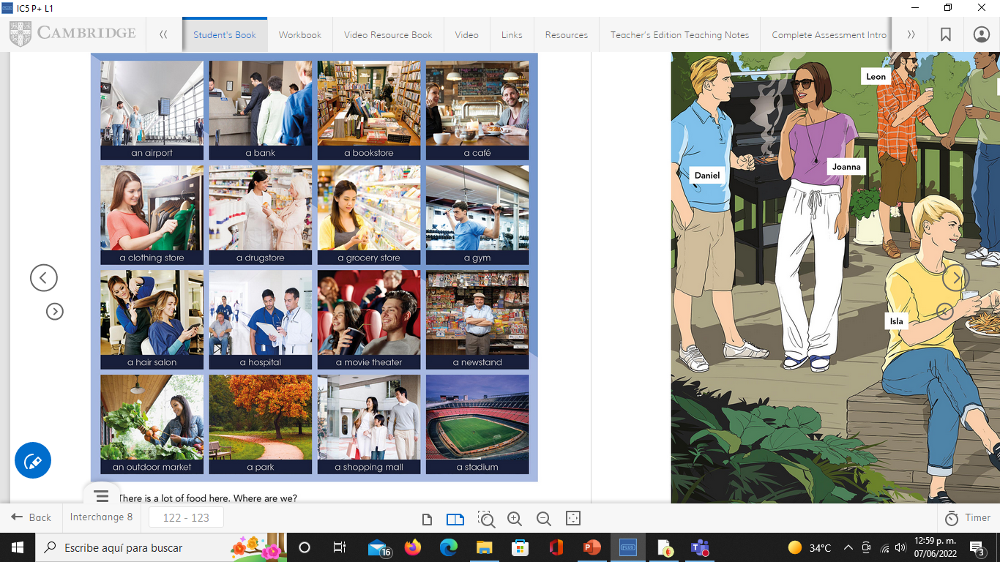 IC5 P+ L1
CAMBRIDGE
Student's Book
Workbook
Video Resource Book
Video
Links
Resources
Teacher's Edition Teaching Notes
Complete Assessment Intro
an airport
a bank
a bookstore
a café
a clothing store
a drugstore
a grocery store
a gym
a hair salon
a hospital
a movie theater
a newstand
an outdoor market
a park
a shopping mall
a stadium
There is a lot of food here. Where are we?
Leon
Daniel
Joanna
Isla
Back
Interchange 8
122 - 123
Timer
Escribe aquí para buscar
16
PLUS
34°C
12:59 p. m.
07/06/2022
3